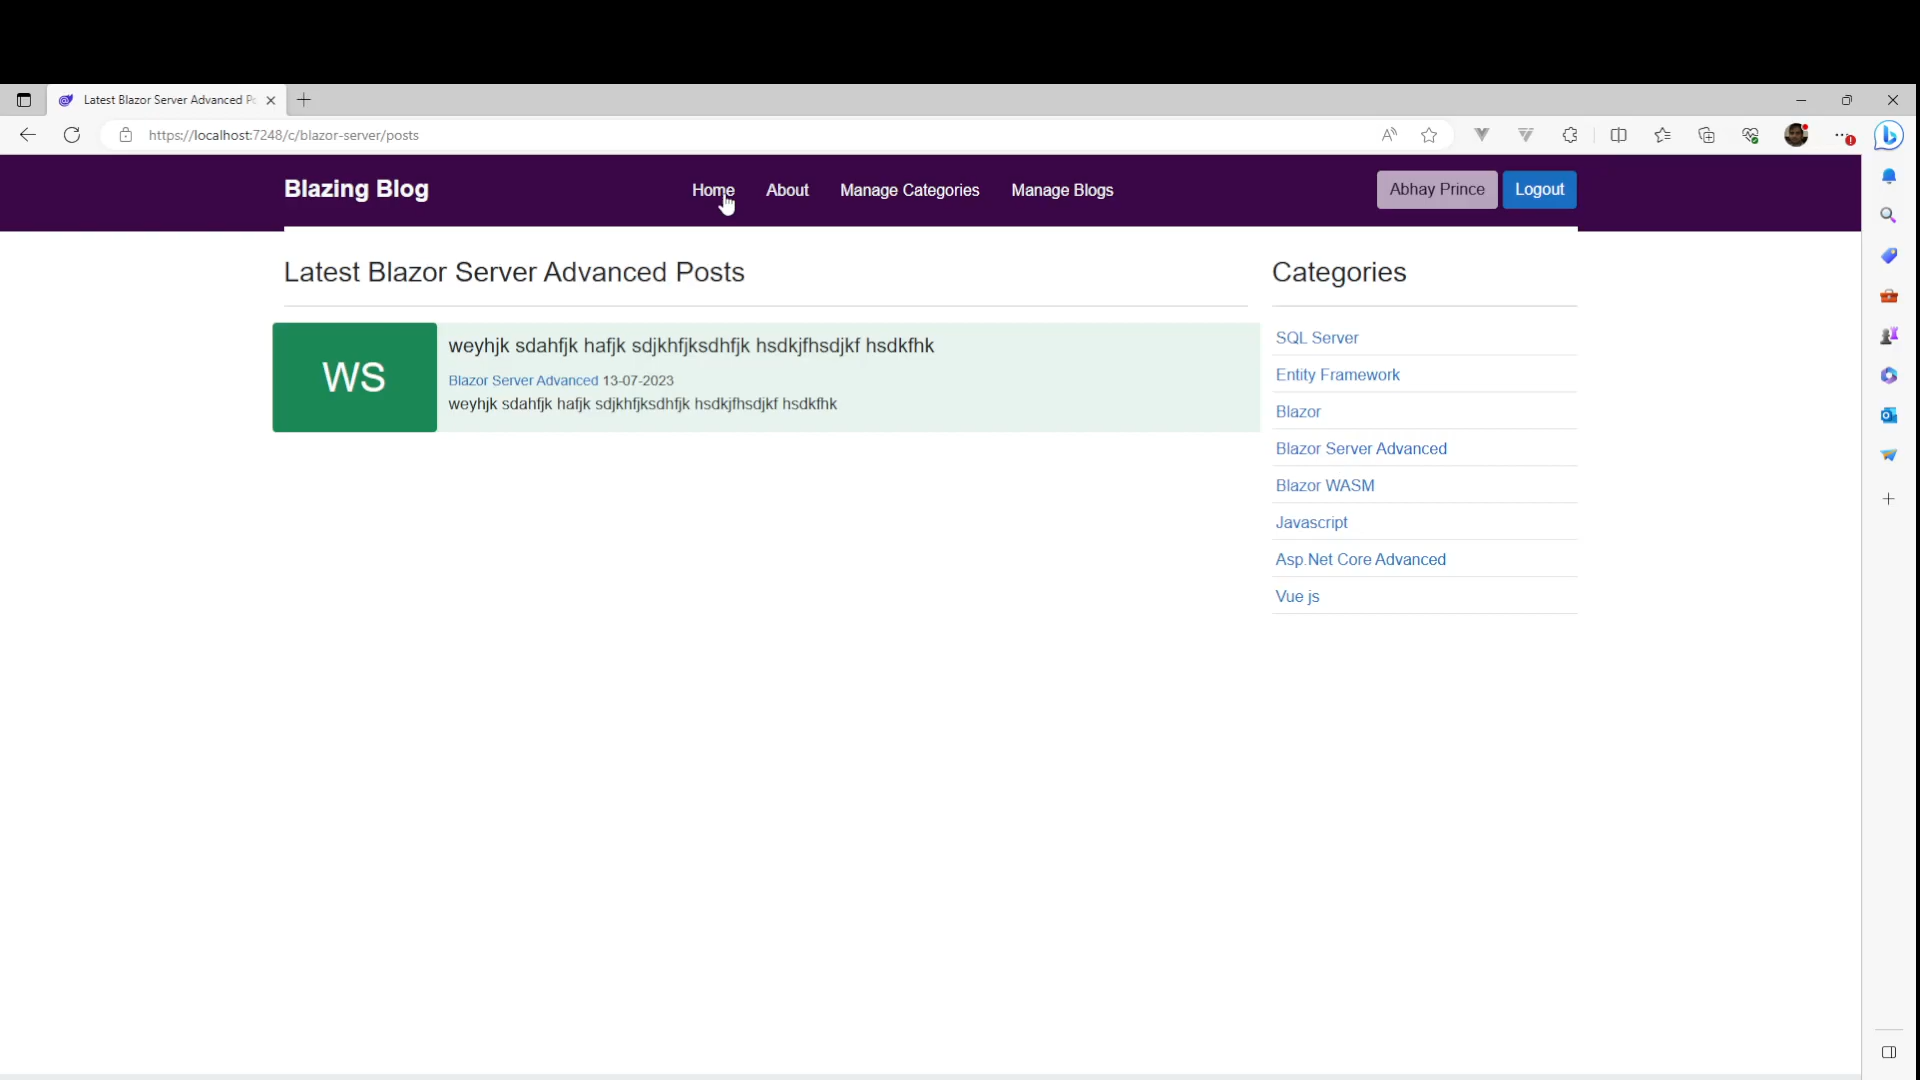 Latest Blazor Server Advanced Po
https://localhost:7248/c/blazor-server/posts
Blazing Blog
Home
About
Manage Categories
Manage Blogs
Abhay Prince
Logout
Latest Blazor Server Advanced Posts
WS
weyhjk sdahfjk hafjk sdjkhfjksdhfjk hsdkjfhsdjkf hsdkfhk
Blazor Server Advanced 13-07-2023
weyhjk sdahfjk hafjk sdjkhfjksdhfjk hsdkjfhsdjkf hsdkfhk
Categories
SQL Server
Entity Framework
Blazor
Blazor Server Advanced
Blazor WASM
Javascript
Asp.Net Core Advanced
Vue js